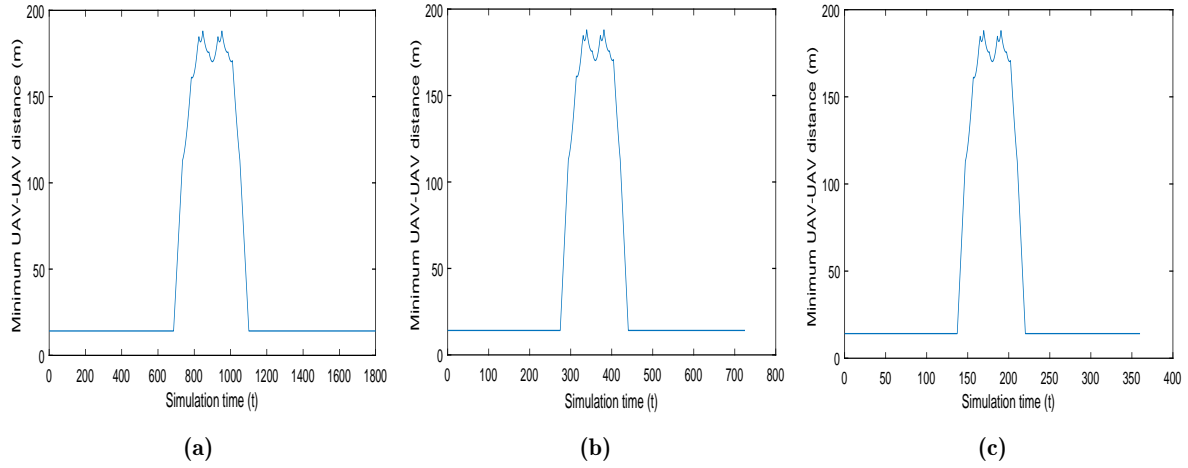 Minimum UAV-UAV distance (m)
200
150
100
50
0
0 200 400 600 800 1000 1200 1400 1600 1800
Simulation time (t)
(a)
Minimum UAV-UAV distance (m)
200
150
100
50
0
0 100 200 300 400 500 600 700 800
Simulation time (t)
(b)
Minimum UAV-UAV distance (m)
200
150
100
50
0
0 50 100 150 200 250 300 350 400
Simulation time (t)
(c)